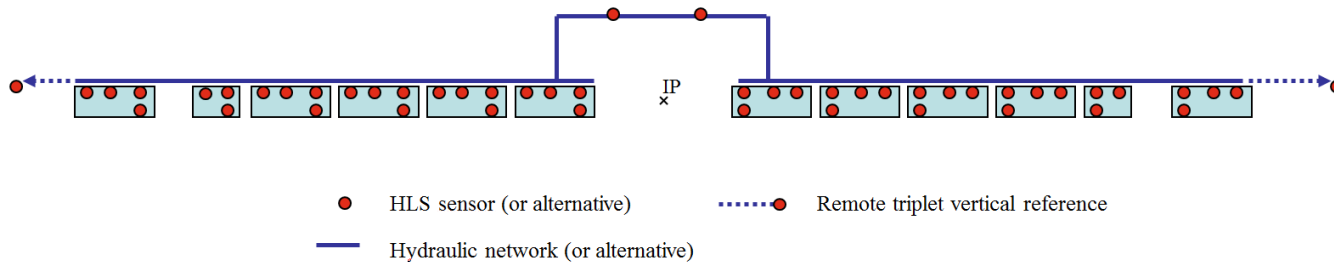 IP
HLS sensor (or alternative)
Remote triplet vertical reference
Hydraulic network (or alternative)